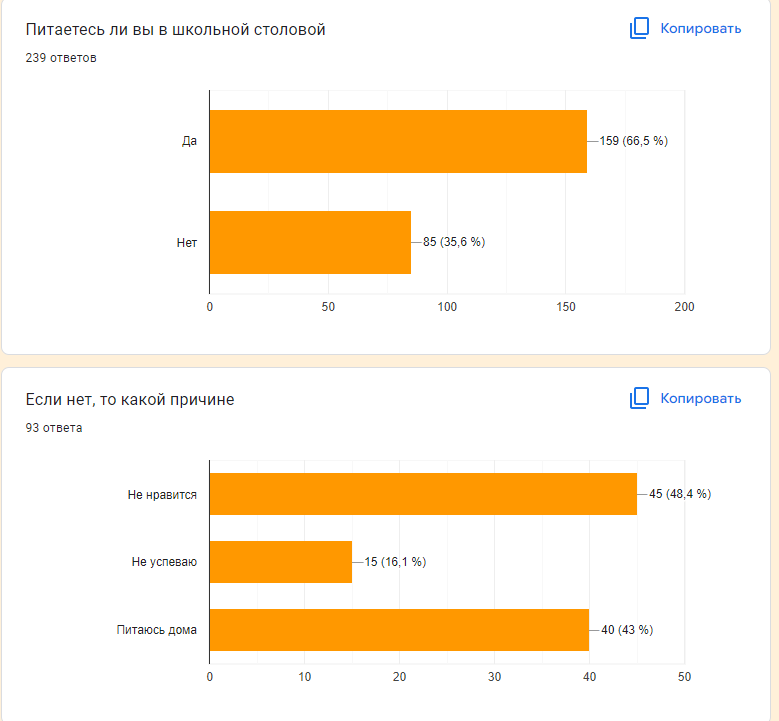 Питаетесь ли вы в школьной столовой
Копировать
239 ответов
Да
159 (66,5 %)
Нет
85 (35,6 %)
0 50 100 150 200
Если нет, то какой причине
Копировать
93 ответа
Не нравится
45 (48,4 %)
Не успеваю
15 (16,1 %)
Питаюсь дома
40 (43 %)
0 10 20 30 40 50